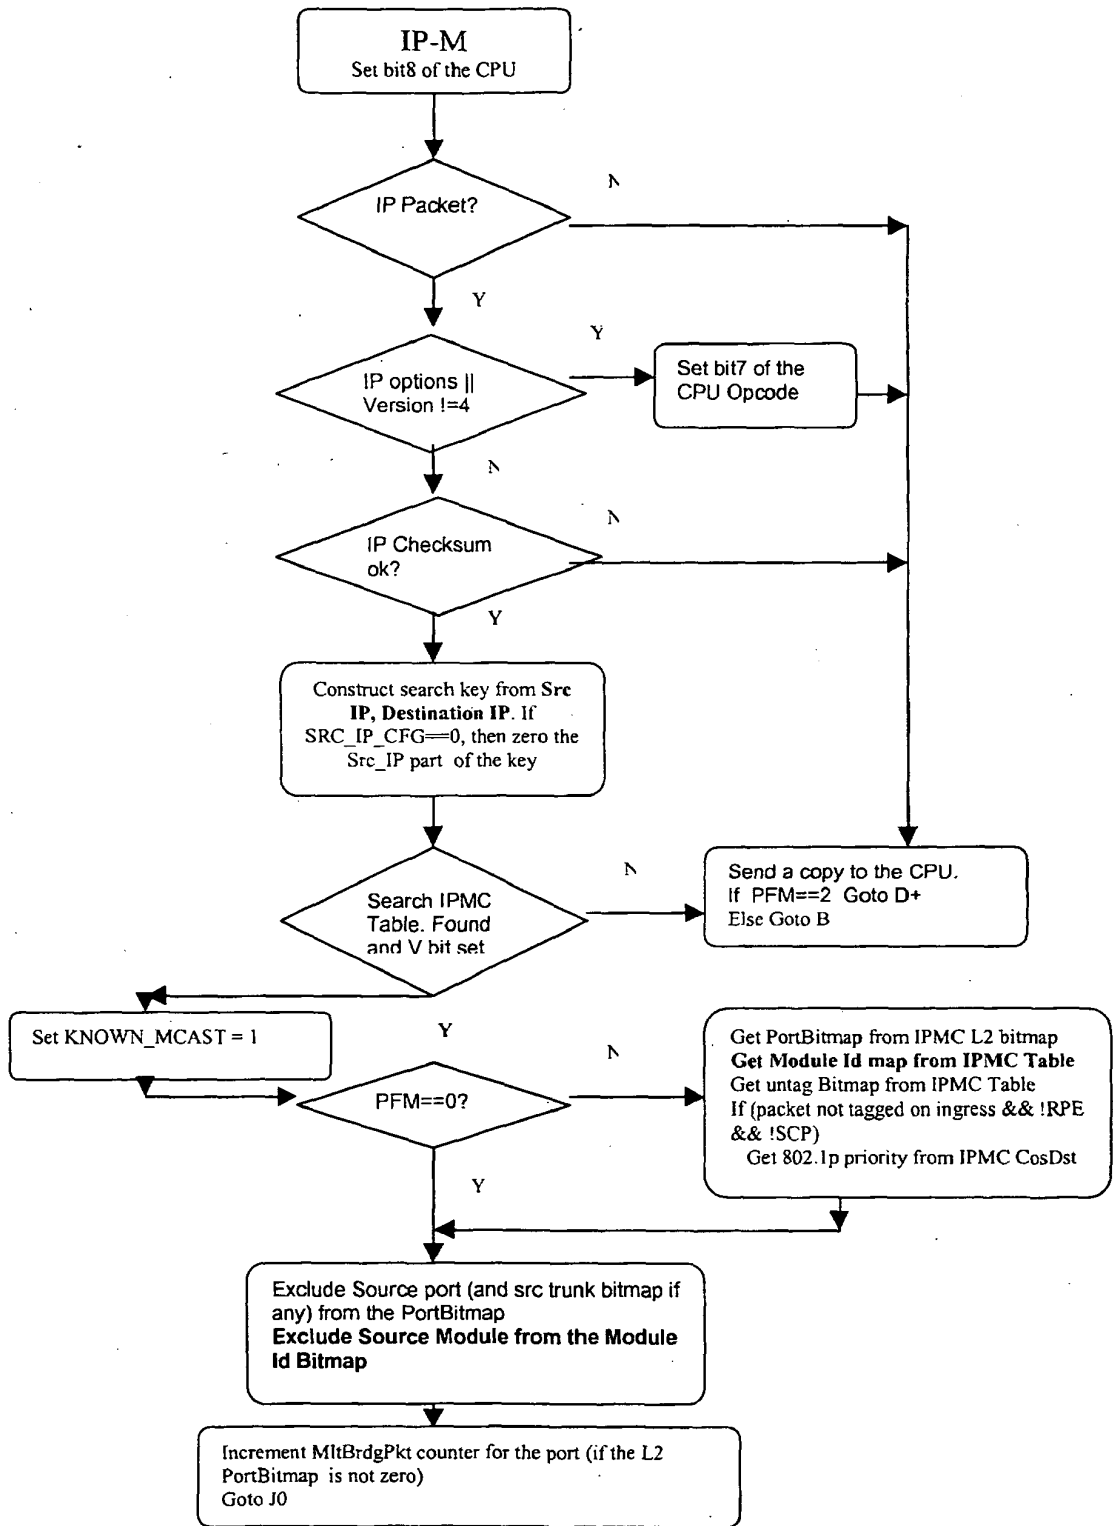 IP-M
Set bit8 of the CPU
IP Packet?
N
Y
IP options ||
Version !=4
Y
Set bit7 of the
CPU Opcode
N
IP Checksum
ok?
N
Y
Construct search key from Src
IP, Destination IP. If
SRC_IP_CFG==0, then zero the
Src_IP part of the key
Search IPMC
Table. Found
and V bit set
N
Send a copy to the CPU.
If PFM==2 Goto D+
Else Goto B
Set KNOWN_MCAST = 1
Y
PFM==0?
N
Get PortBitmap from IPMC L2 bitmap
Get Module Id map from IPMC Table
Get untag Bitmap from IPMC Table
If (packet not tagged on ingress && !RPE
&& !SCP)
Get 802.1p priority from IPMC CosDst
Y
Exclude Source port (and src trunk bitmap if
any) from the PortBitmap
Exclude Source Module from the Module
Id Bitmap
Increment MltBrdgPkt counter for the port (if the L2
PortBitmap is not zero)
Goto J0